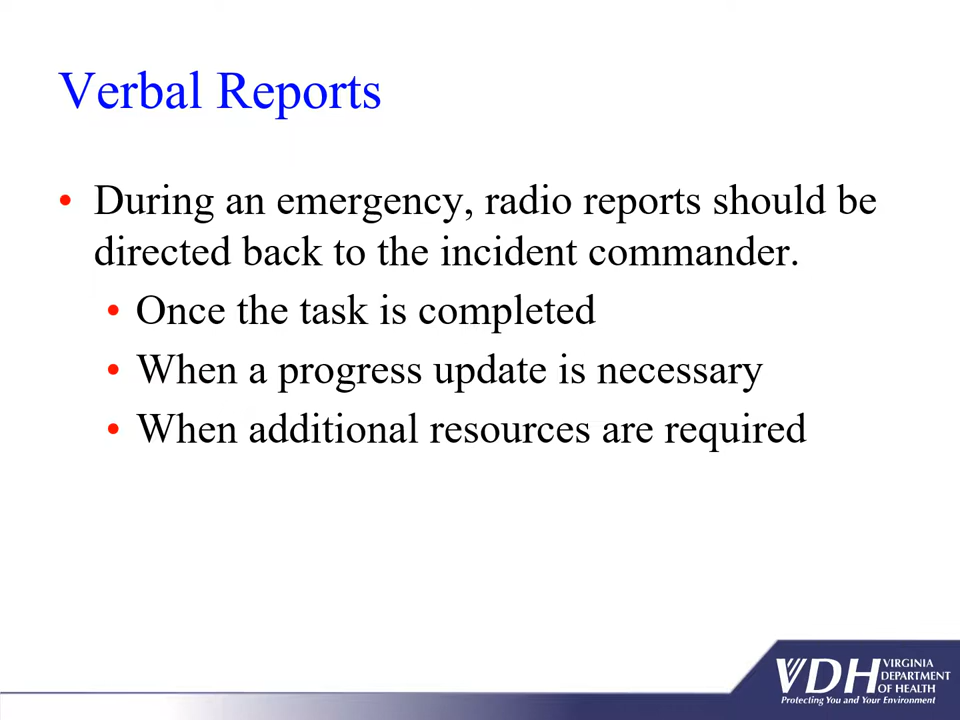 Verbal Reports
• During an emergency, radio reports should be
directed back to the incident commander.
• Once the task is completed
• When a progress update is necessary
• When additional resources are required
VDH VIRGINIA
DEPARTMENT
OF HEALTH
Protecting You and Your Environment